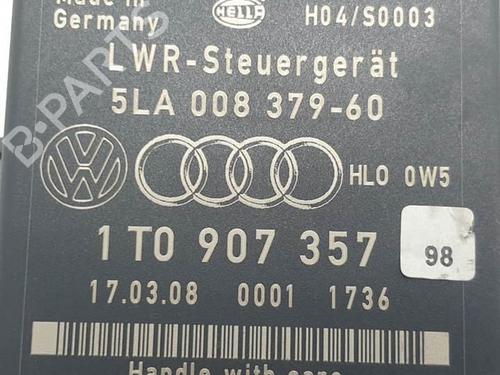 Made in
Germany
HELLA
H04/S0003
LWR-Steuergerät
5LA 008 379-60
HLO 0W5
1T0 907 357
98
17.03.08 0001 1736
Handle with care
B-PARTS